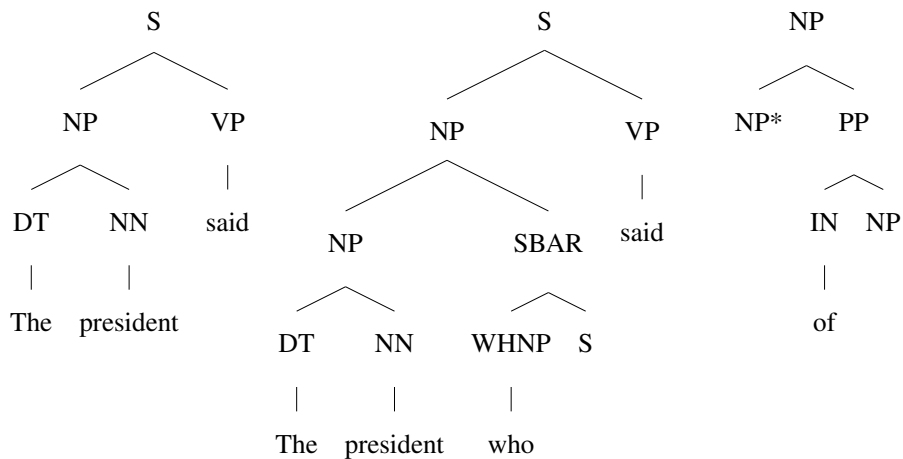 S S NP
NP VP NP VP NP* PP
DT NN said NP SBAR said IN NP
The president DT NN WHNP S of
The president who